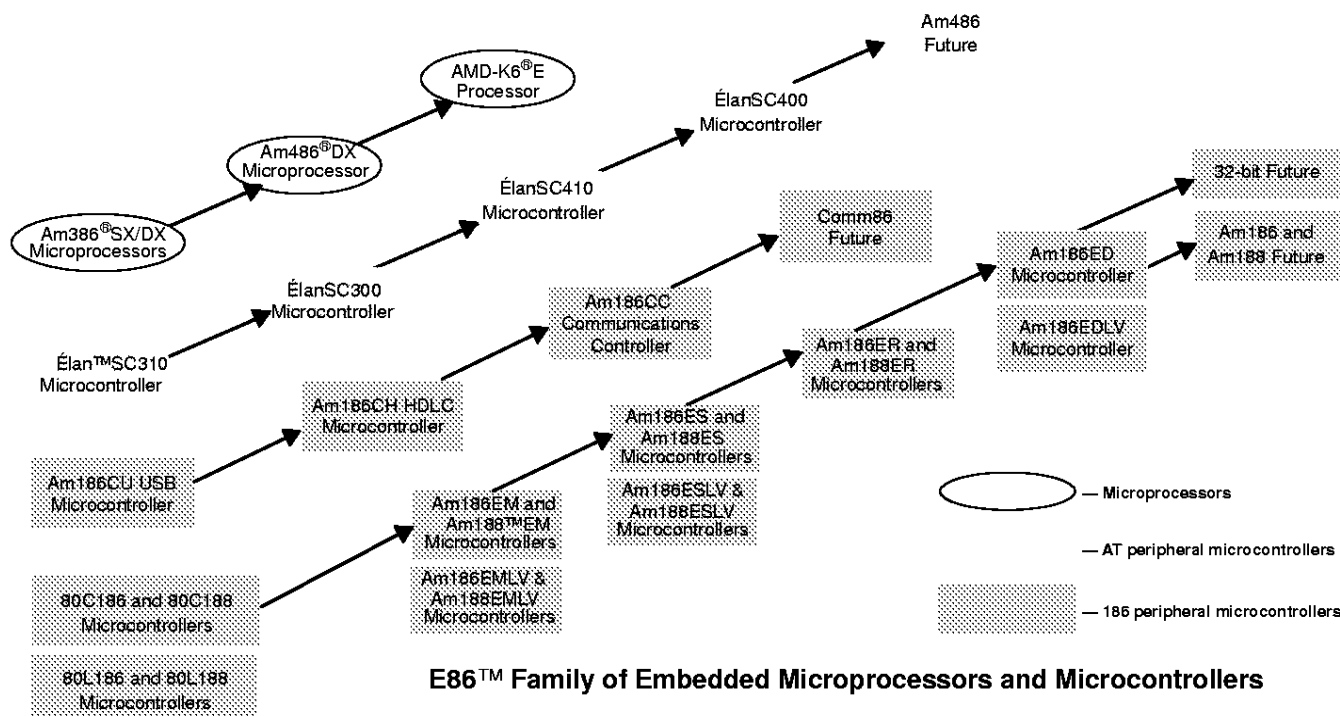 Am486
Future
AMD-K6®E
Processor
ÉlanSC400
Microcontroller
Am486®DX
Microprocessor
32-bit Future
ÉlanSC410
Microcontroller
Comm86
Future
Am386®SX/DX
Microprocessors
Am186ED
Microcontroller
Am186 and
Am188 Future
ÉlanSC300
Microcontroller
Am186CC
Communications
Controller
Am186EDLV
Microcontroller
Élan™SC310
Microcontroller
Am186ER and
Am188ER
Microcontrollers
Am186CH HDLC
Microcontroller
Am186ES and
Am188ES
Microcontrollers
Am186CU USB
Microcontroller
Am186ESLV &
Am188ESLV
Microcontrollers
Am186EM and
Am188™EM
Microcontrollers
— Microprocessors
— AT peripheral microcontrollers
— 186 peripheral microcontrollers
Am186EMLV &
Am188EMLV
Microcontrollers
80C186 and 80C188
Microcontrollers
80L186 and 80L188
Microcontrollers
E86™ Family of Embedded Microprocessors and Microcontrollers